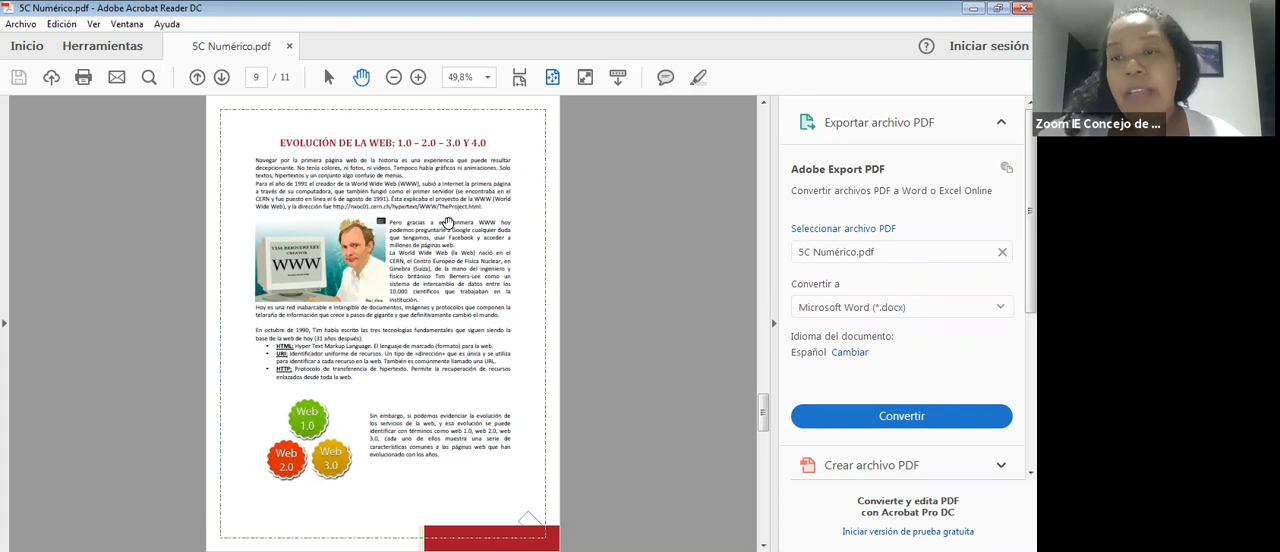 5C Numérico.pdf - Adobe Acrobat Reader DC
Archivo Edición Ver Ventana Ayuda
Inicio Herramientas 5C Numérico.pdf × Iniciar sesión
9 / 11 49,8%
EVOLUCIÓN DE LA WEB: 1.0 – 2.0 – 3.0 Y 4.0
Navegar por la primera página web de la historia es una experiencia que puede resultar
decepcionante. No tenía colores, ni fotos, ni videos. Tampoco había gráficos ni animaciones. Solo
textos, hipertextos y un conjunto algo confuso de menús.
Para el año de 1991 el creador de la World Wide Web (WWW), subió a Internet la primera página
a través de su computadora, que también fungió como el primer servidor (se encontraba en el
CERN y fue puesto en línea el 6 de agosto de 1991). Ésta explicaba el proyecto de la WWW (World
Wide Web), y la dirección fue http://nxoc01.cern.ch/hypertext/WWW/TheProject.html.
Pero gracias a primera WWW hoy
podemos preguntarle Google cualquier duda
que tengamos, usar Facebook y acceder a
millones de páginas web.
La World Wide Web (la Web) nació en el
CERN, el Centro Europeo de Física Nuclear, en
Ginebra (Suiza), de la mano del ingeniero y
físico británico Tim Berners-Lee como un
sistema de intercambio de datos entre los
10.000 científicos que trabajaban en la
institución.
TIM BERNERS LEE
CREADOR
WWW
Hoy es una red inabarcable e intangible de documentos, imágenes y protocolos que componen la
telaraña de información que crece a pasos de gigante y que definitivamente cambió el mundo.
En octubre de 1990, Tim había escrito las tres tecnologías fundamentales que siguen siendo la
base de la web de hoy (31 años después):
• HTML: Hyper Text Markup Language. El lenguaje de marcado (formato) para la web.
• URI: Identificador uniforme de recursos. Un tipo de «dirección» que es única y se utiliza
para identificar a cada recurso en la web. También es comúnmente llamado una URL.
• HTTP: Protocolo de transferencia de hipertexto. Permite la recuperación de recursos
enlazados desde toda la web.
Web
1.0
Web
2.0
Web
3.0
Sin embargo, si podemos evidenciar la evolución de
los servicios de la web, y esa evolución se puede
identificar con términos como web 1.0, web 2.0, web
3.0, cada uno de ellos muestra una serie de
características comunes a las páginas web que han
evolucionado con los años.
Exportar archivo PDF
Adobe Export PDF
Convertir archivos PDF a Word o Excel Online
Seleccionar archivo PDF
5C Numérico.pdf
Convertir a
Microsoft Word (*.docx)
Idioma del documento:
Español Cambiar
Convertir
Crear archivo PDF
Convierte y edita PDF
con Acrobat Pro DC
Iniciar versión de prueba gratuita
Zoom IE Concejo de ...